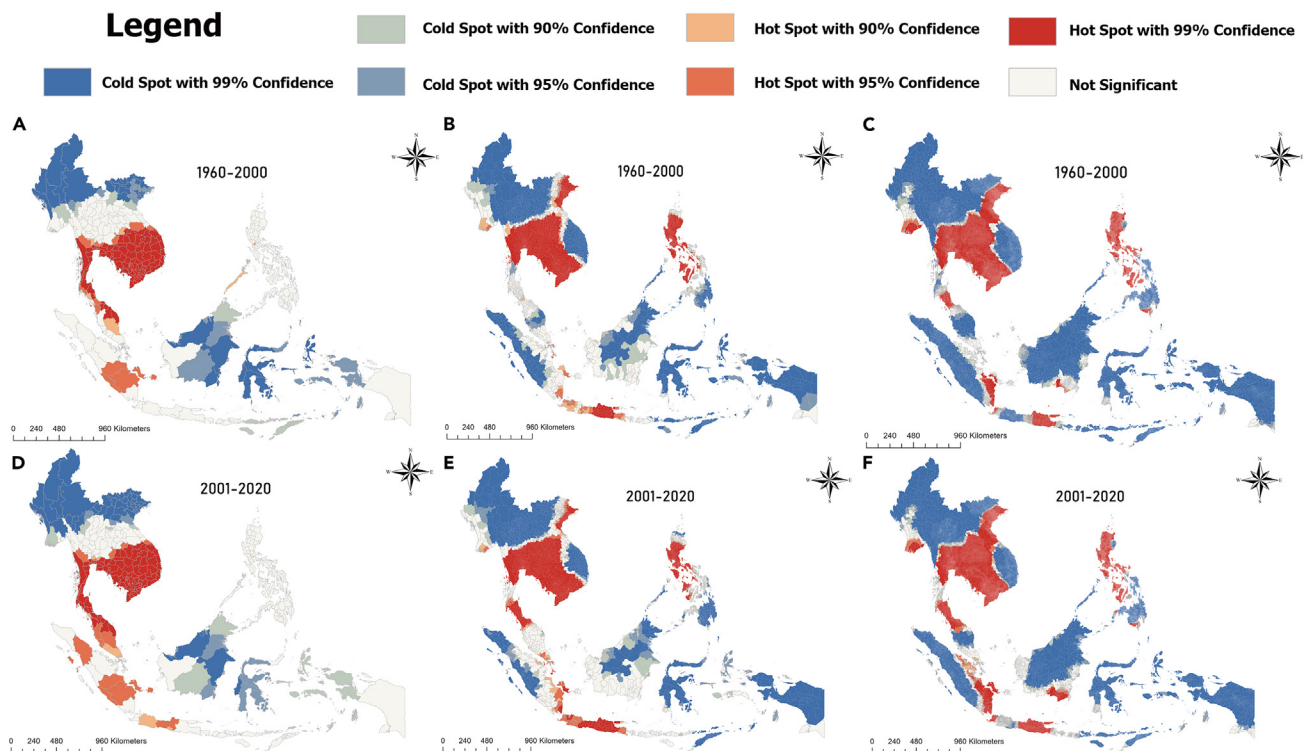 Legend
Cold Spot with 90% Confidence
Hot Spot with 90% Confidence
Hot Spot with 99% Confidence
Cold Spot with 99% Confidence
Cold Spot with 95% Confidence
Hot Spot with 95% Confidence
Not Significant
A
1960-2000
N
W E
S
0 240 480 960 Kilometers
B
1960-2000
N
W E
S
0 240 480 960 Kilometers
C
1960-2000
N
W E
S
0 240 480 960 Kilometers
D
2001-2020
N
W E
S
0 240 480 960 Kilometers
E
2001-2020
N
W E
S
0 240 480 960 Kilometers
F
2001-2020
N
W E
S
0 240 480 960 Kilometers